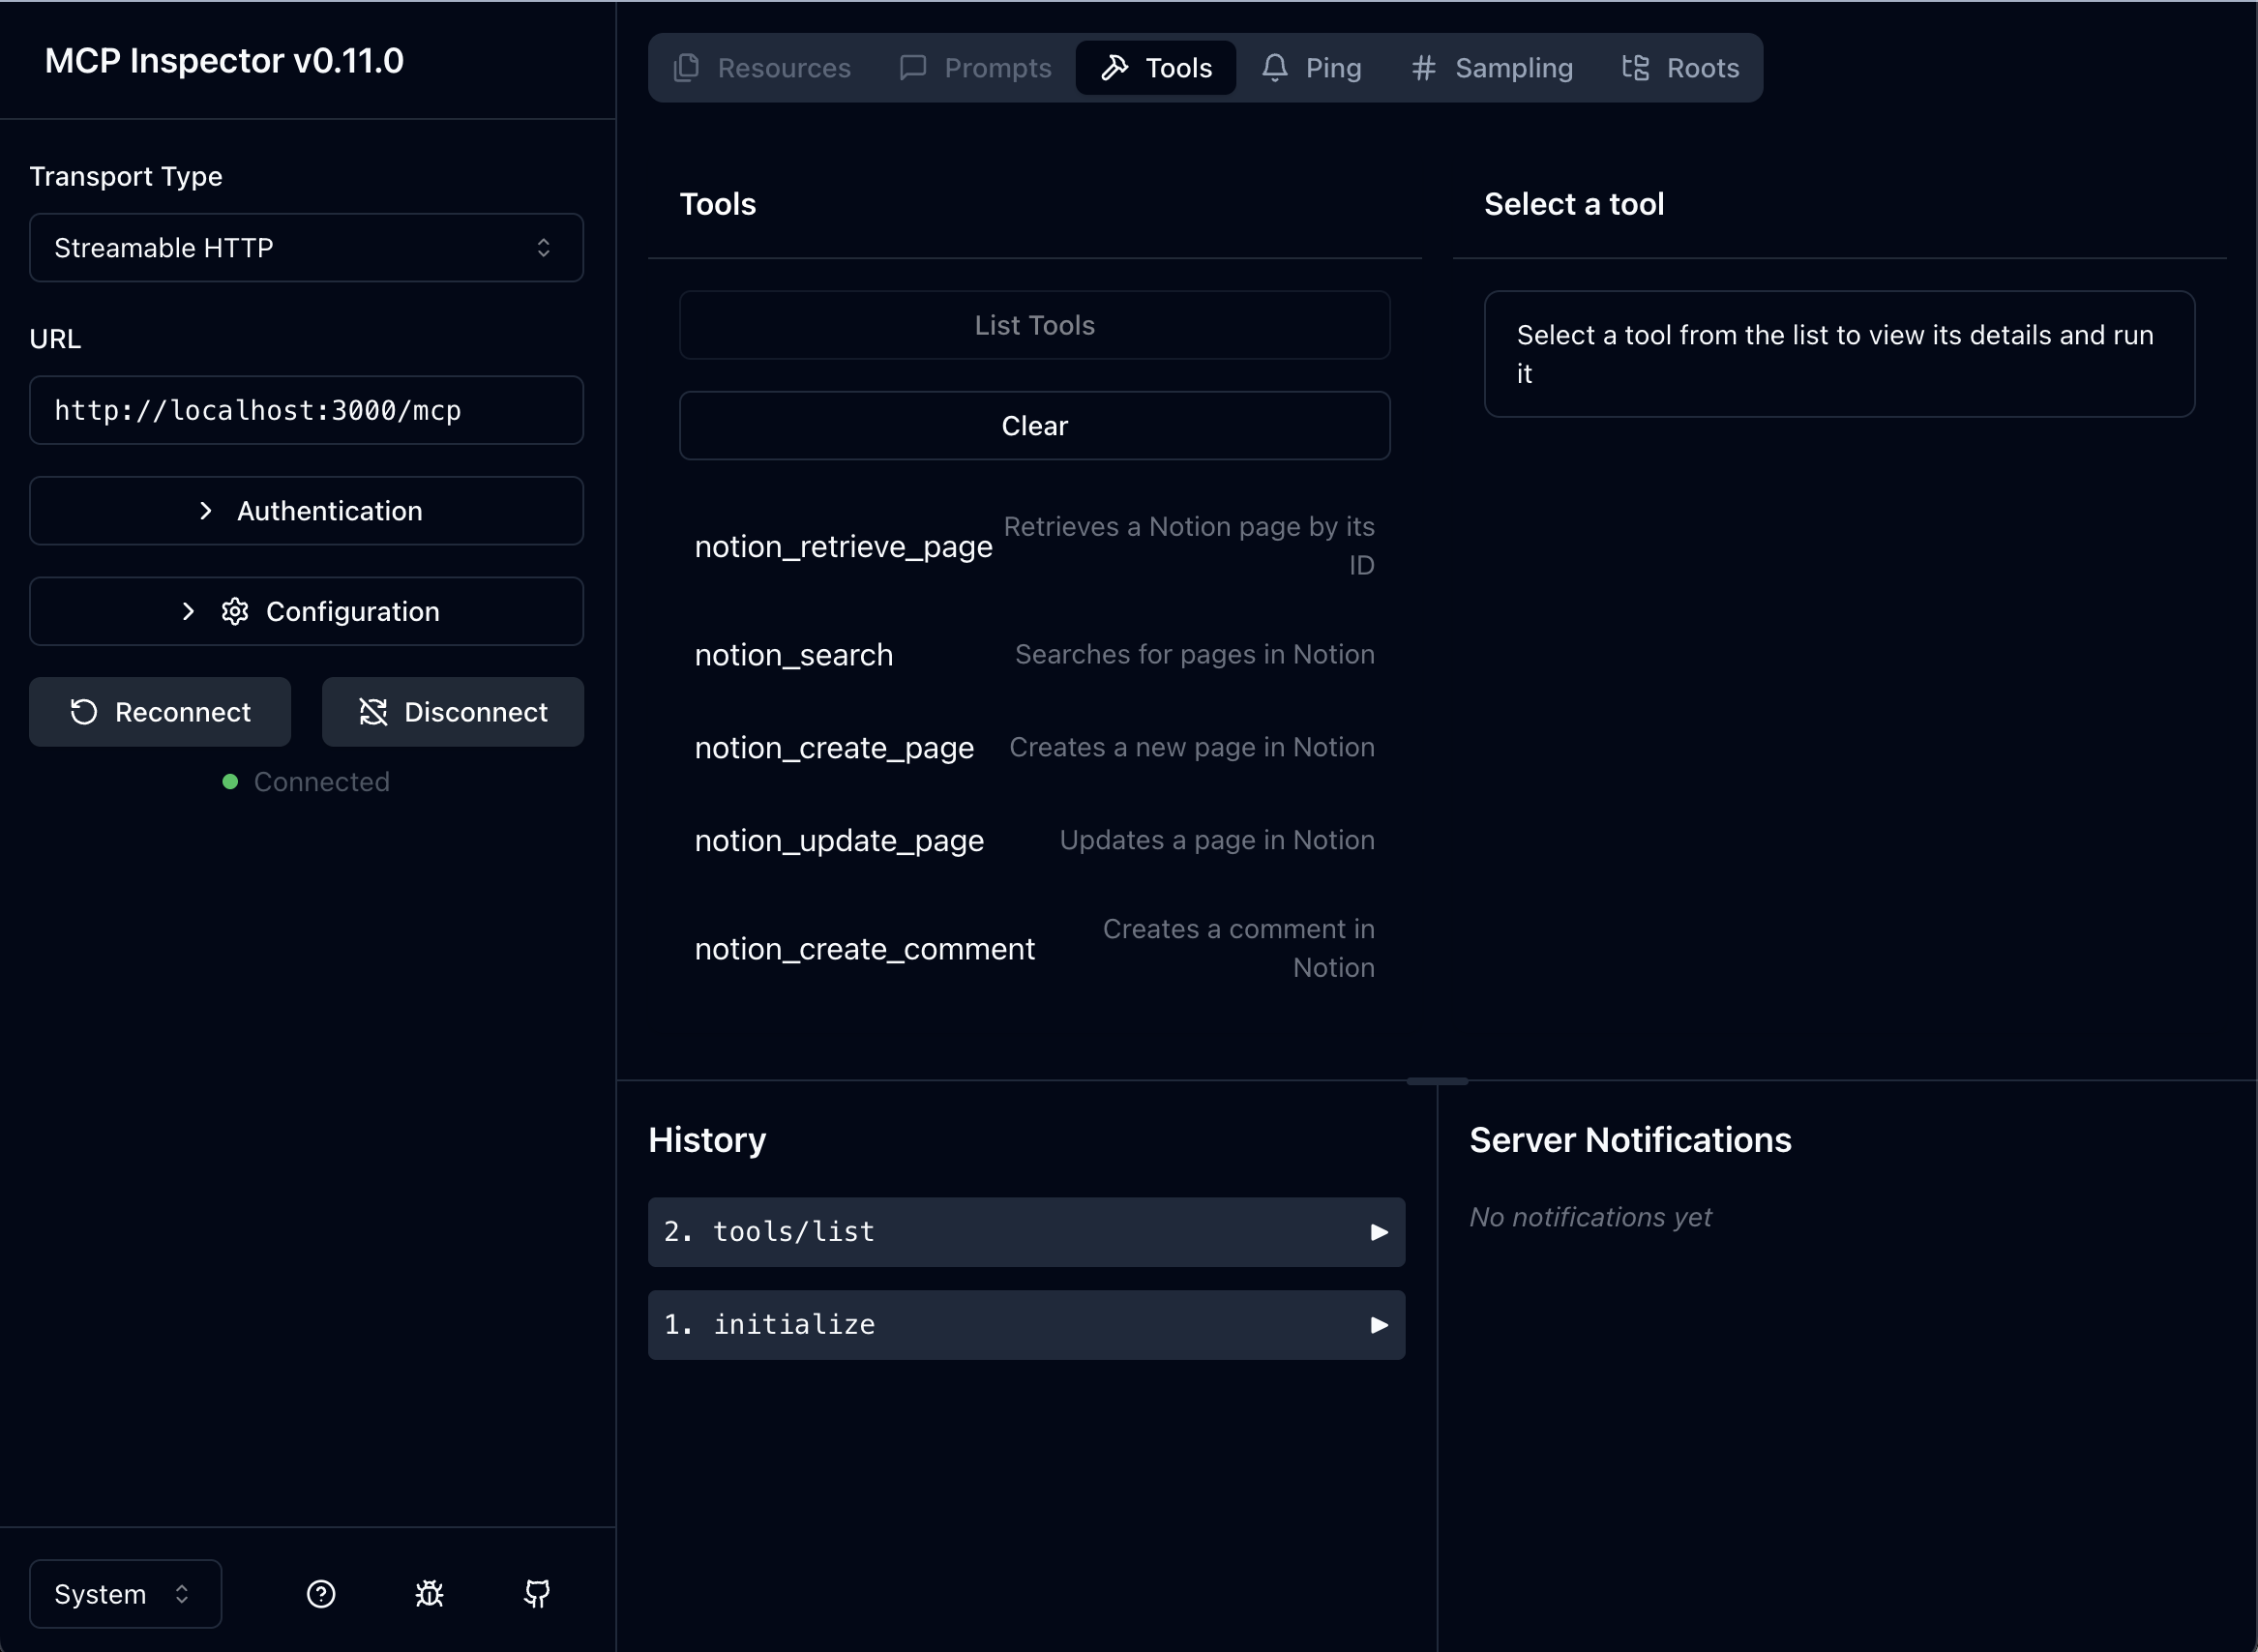 MCP Inspector v0.11.0
Transport Type
Streamable HTTP
URL
http://localhost:3000/mcp
Authentication
Configuration
Reconnect
Disconnect
Connected
System
Resources
Prompts
Tools
Ping
Sampling
Roots
Tools
List Tools
Clear
notion_retrieve_page
Retrieves a Notion page by its
ID
notion_search
Searches for pages in Notion
notion_create_page
Creates a new page in Notion
notion_update_page
Updates a page in Notion
notion_create_comment
Creates a comment in
Notion
Select a tool
Select a tool from the list to view its details and run
it
History
2. tools/list
1. initialize
Server Notifications
No notifications yet